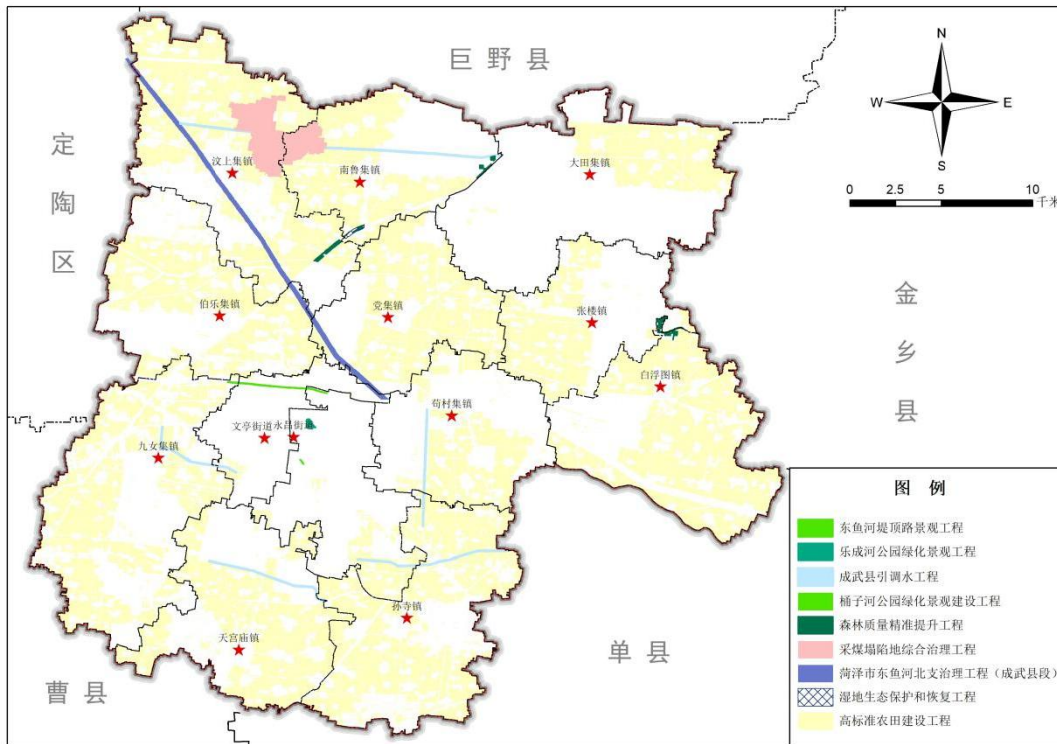 巨野县
N
W
E
S
0 2.5 5 10
千米
定陶区
汶上集镇
南鲁集镇
大田集镇
伯乐集镇
党集镇
张楼镇
金乡县
白浮图镇
苟村集镇
文亭街道
永昌街道
九女集镇
孙寺镇
天宫庙镇
单县
曹县
图例
东鱼河堤顶路景观工程
乐成河公园绿化景观工程
成武县引调水工程
桶子河公园绿化景观建设工程
森林质量精准提升工程
采煤塌陷地综合治理工程
菏泽市东鱼河北支治理工程（成武县段）
湿地生态保护和恢复工程
高标准农田建设工程